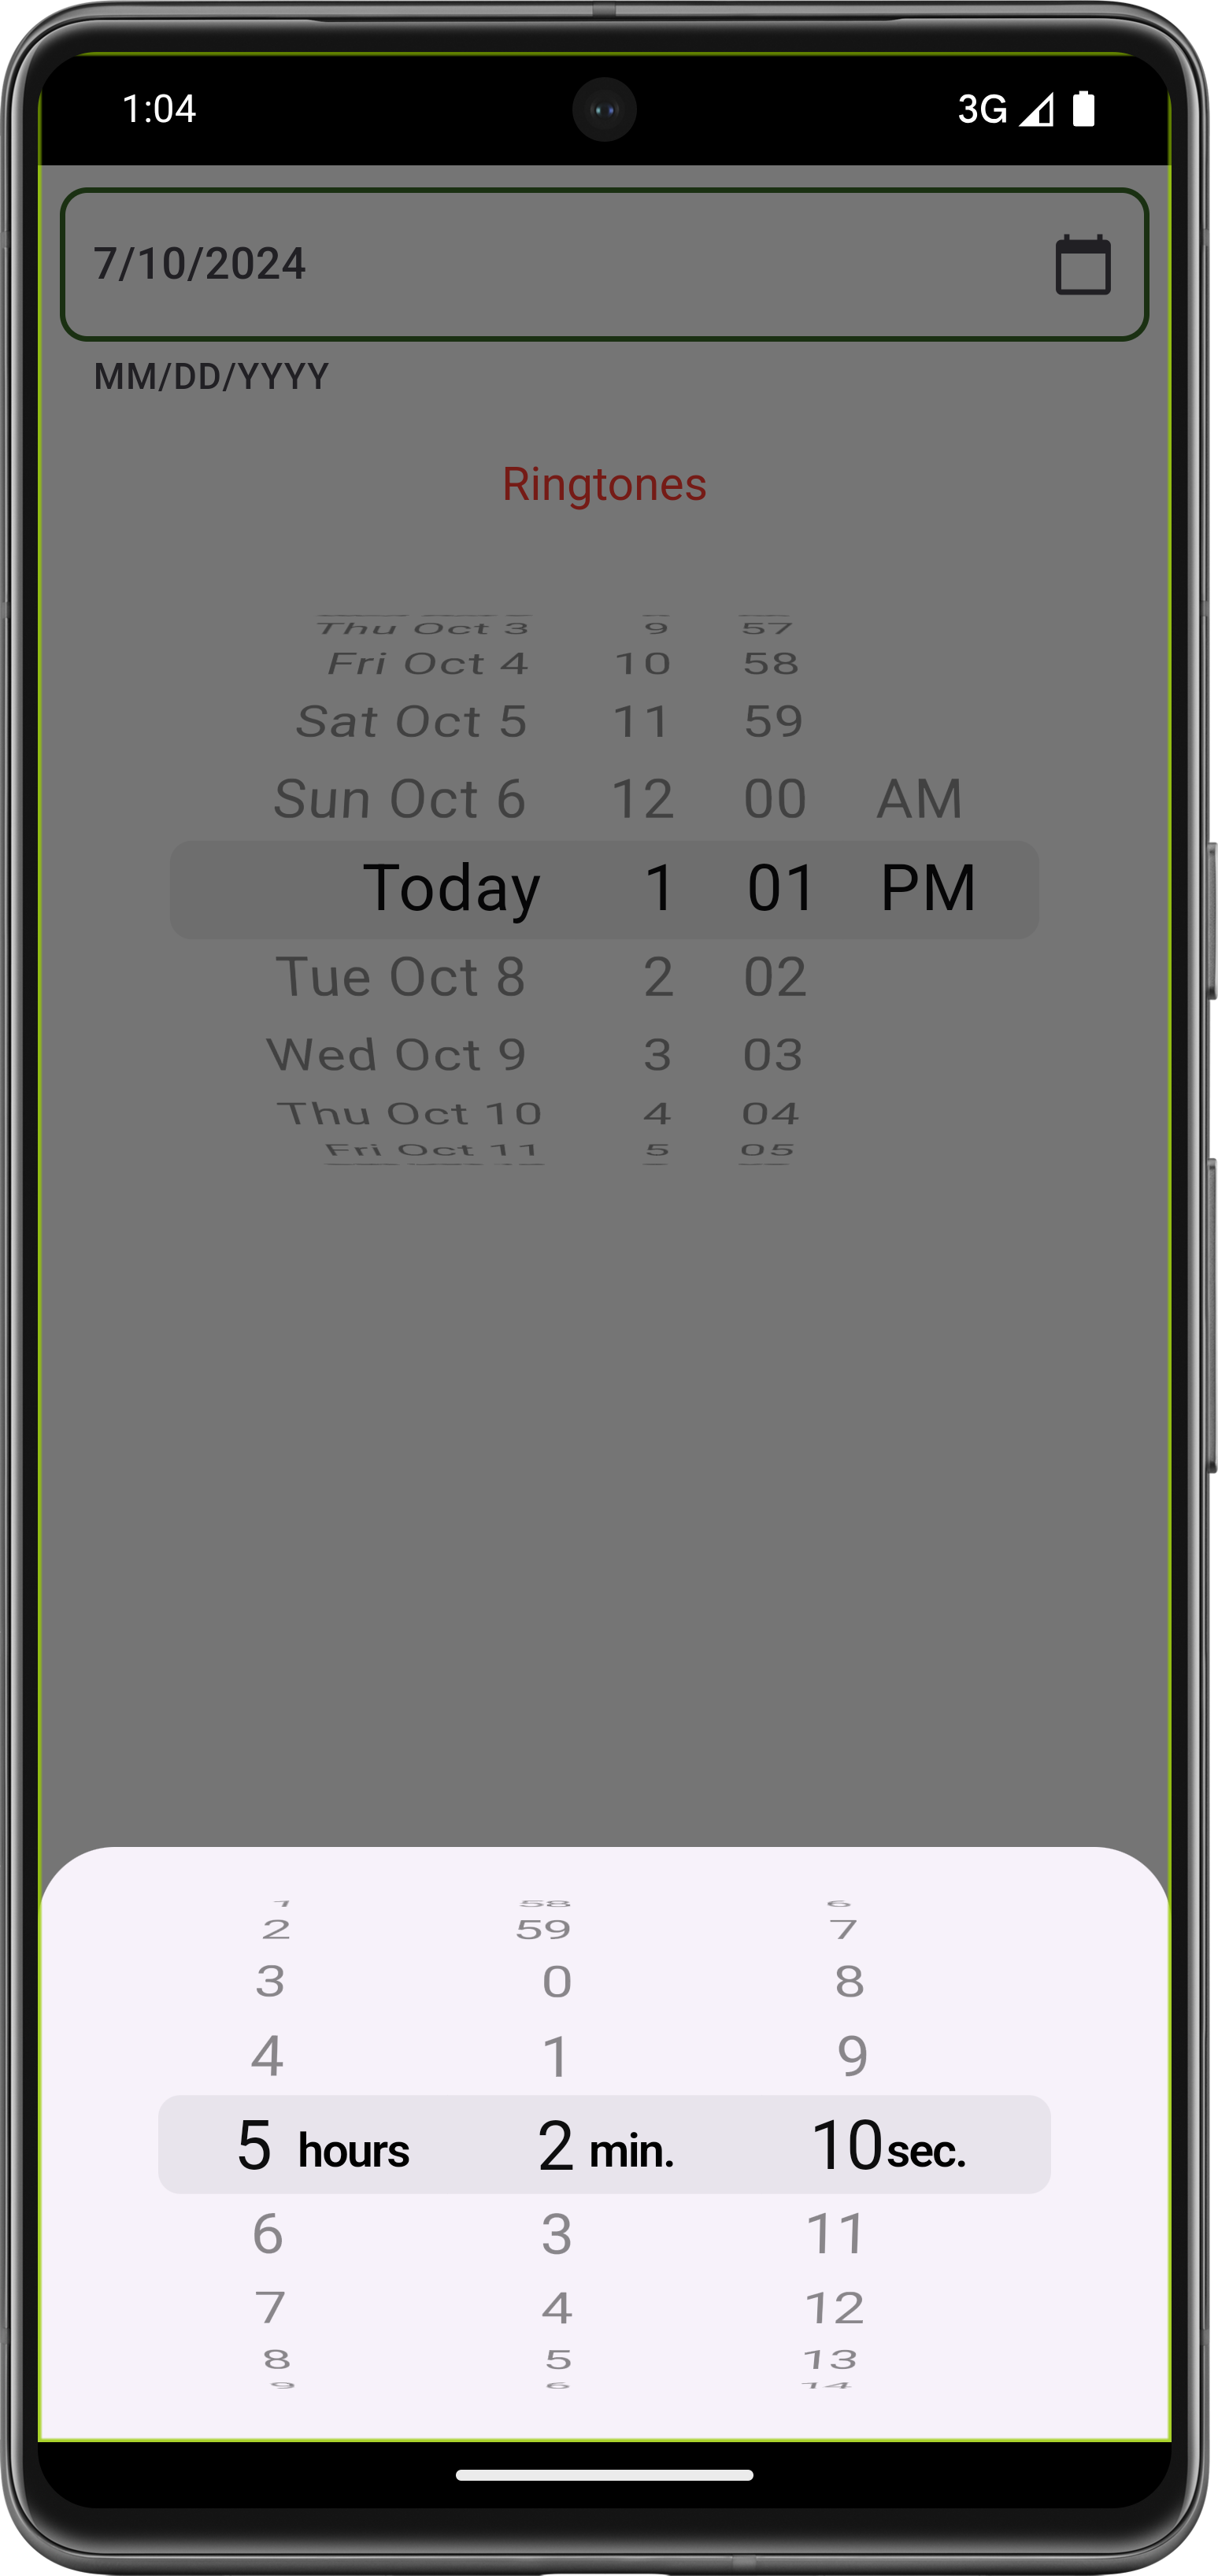 1:04 3G
7/10/2024
MM/DD/YYYY
Ringtones
Thu Oct 3 9 57
Fri Oct 4 10 58
Sat Oct 5 11 59
Sun Oct 6 12 00 AM
Today 1 01 PM
Tue Oct 8 2 02
Wed Oct 9 3 03
Thu Oct 10 4 04
Fri Oct 11 5 05
1 58 6
2 59 7
3 0 8
4 1 9
5 hours 2 min. 10 sec.
6 3 11
7 4 12
8 5 13
9 6 14